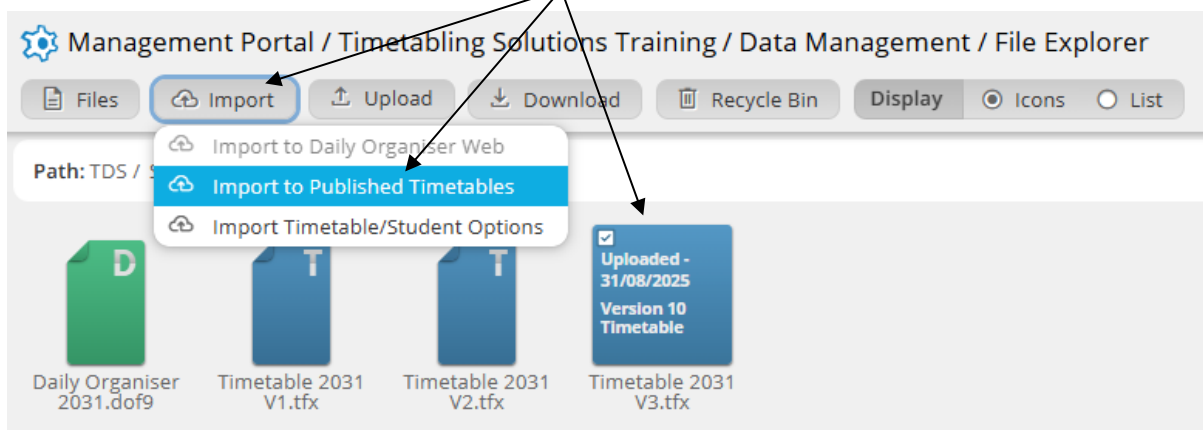 Management Portal / Timetabling Solutions Training / Data Management / File Explorer
Files Import Upload Download Recycle Bin Display Icons List
Import to Daily Organiser Web
Path: TDS /
Import to Published Timetables
Import Timetable/Student Options
D T T
Uploaded -
31/08/2025
Version 10
Timetable
Daily Organiser Timetable 2031 Timetable 2031 Timetable 2031
2031.dof9 V1.tfx V2.tfx V3.tfx